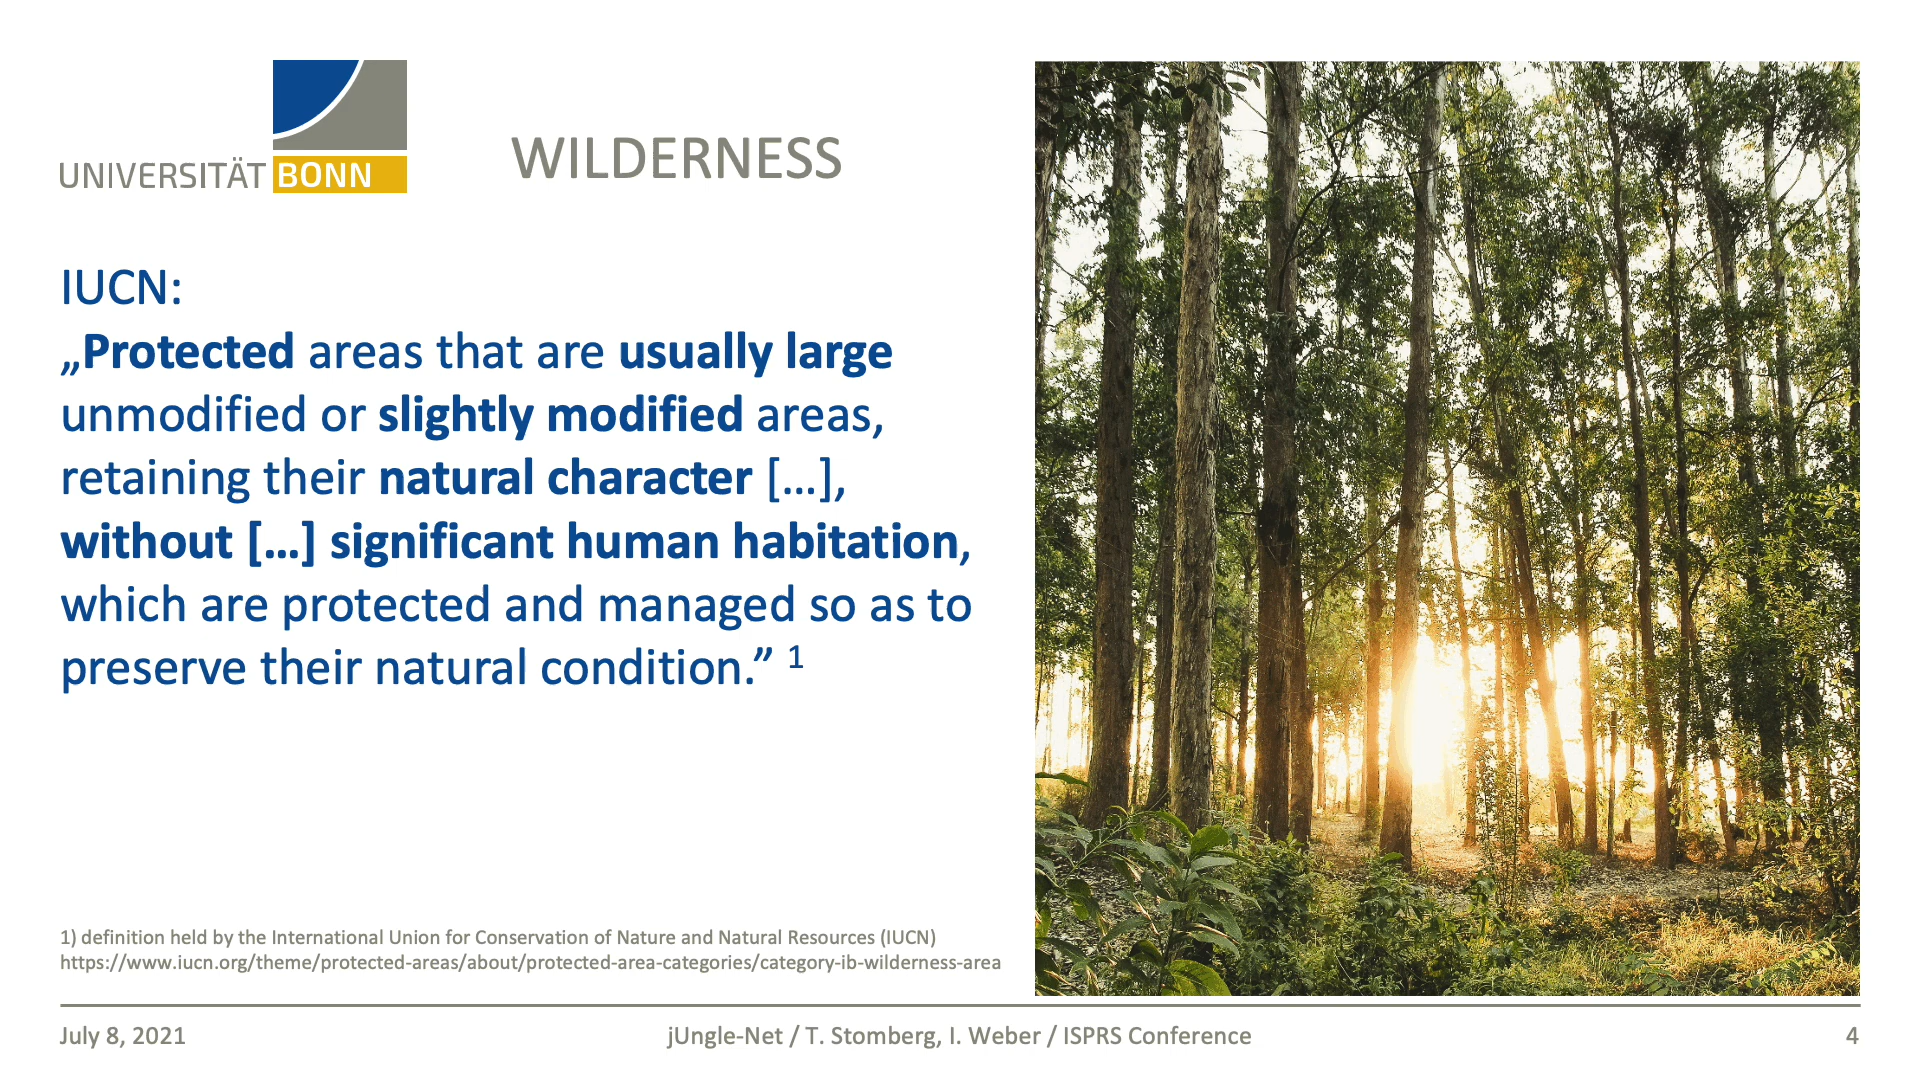 UNIVERSITÄT BONN
WILDERNESS
IUCN:
„Protected areas that are usually large
unmodified or slightly modified areas,
retaining their natural character […],
without […] significant human habitation,
which are protected and managed so as to
preserve their natural condition.” 1
1) definition held by the International Union for Conservation of Nature and Natural Resources (IUCN)
https://www.iucn.org/theme/protected-areas/about/protected-area-categories/category-ib-wilderness-area
July 8, 2021
jUngle-Net / T. Stomberg, I. Weber / ISPRS Conference
4